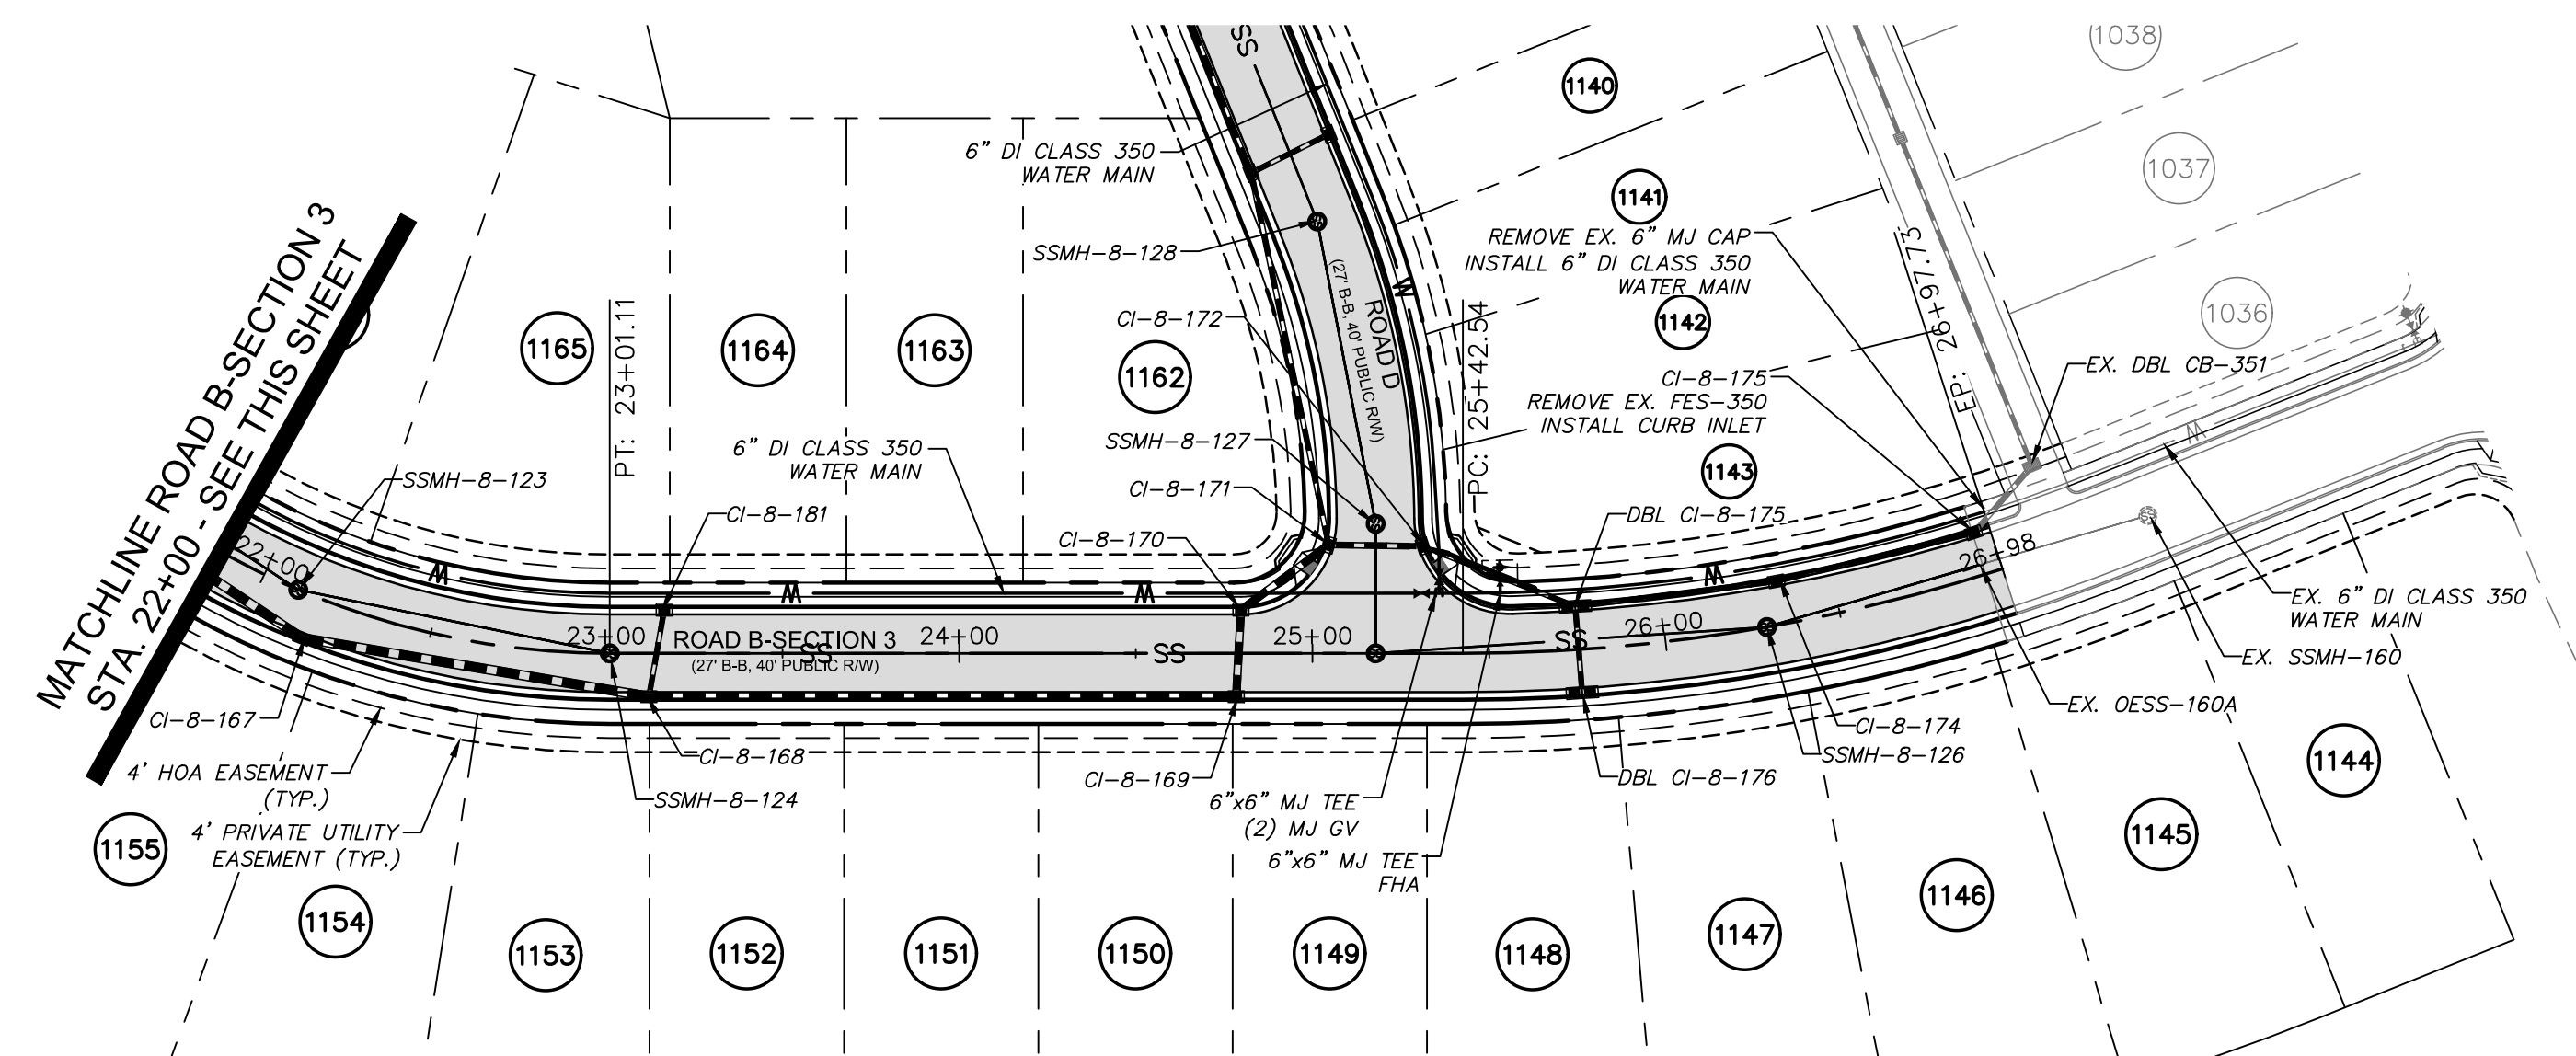 MATCHLINE ROAD B-SECTION 3
STA. 22+00 - SEE THIS SHEET
SS
1140
1038
1037
1036
1141
1142
1143
6" DI CLASS 350
WATER MAIN
SSMH-8-128
REMOVE EX. 6" MJ CAP
INSTALL 6" DI CLASS 350
WATER MAIN
CI-8-172
1165
1164
1163
1162
PT: 23+01.11
ROAD D
(27' B-B, 40' PUBLIC R/W)
W
PC: 25+42.54
EP: 26+97.73
EX. DBL CB-351
CI-8-175
REMOVE EX. FES-350
INSTALL CURB INLET
6" DI CLASS 350
WATER MAIN
SSMH-8-127
SSMH-8-123
CI-8-171
CI-8-181
CI-8-170
DBL CI-8-175
W
SS
22+00
W
W
W
W
26+98
23+00
24+00
25+00
26+00
ROAD B-SECTION 3
(27' B-B, 40' PUBLIC R/W)
SS
SS
SS
EX. 6" DI CLASS 350
WATER MAIN
EX. SSMH-160
EX. OESS-160A
CI-8-167
CI-8-168
CI-8-169
CI-8-174
SSMH-8-126
DBL CI-8-176
4' HOA EASEMENT
(TYP.)
SSMH-8-124
6"x6" MJ TEE
(2) MJ GV
4' PRIVATE UTILITY
EASEMENT (TYP.)
6"x6" MJ TEE
FHA
1155
1154
1153
1152
1151
1150
1149
1148
1147
1146
1145
1144